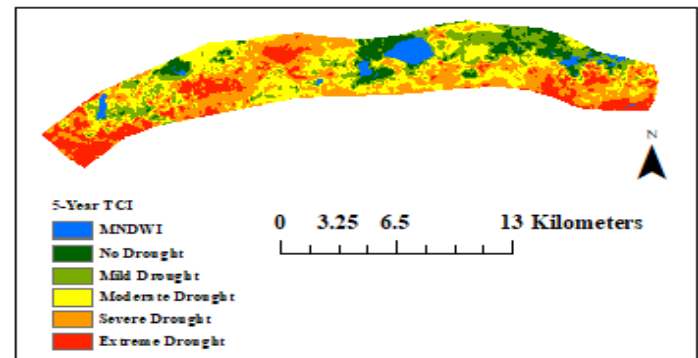 N
5-Year TCI
MNDWI
No Drought
Mild Drought
Moderate Drought
Severe Drought
Extreme Drought
0 3.25 6.5 13 Kilometers